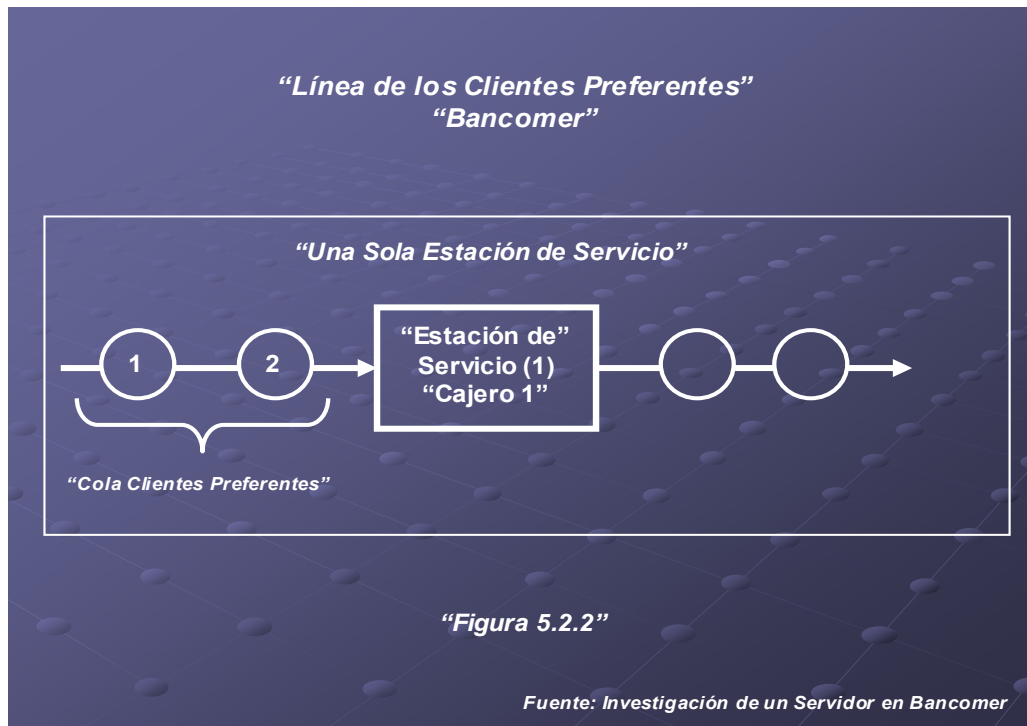 “Línea de los Clientes Preferentes”
“Bancomer”
“Una Sola Estación de Servicio”
1
2
“Estación de”
Servicio (1)
“Cajero 1”
“Cola Clientes Preferentes”
“Figura 5.2.2”
Fuente: Investigación de un Servidor en Bancomer